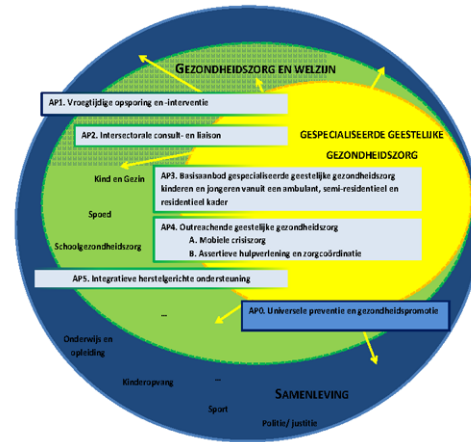 GEZONDHEIDSZORG EN WELZIJN
AP1. Vroegtijdige opsporing en -interventie
AP2. Intersectorale consult- en liaison
GESPECIALISEERDE GEESTELIJKE
GEZONDHEIDSZORG
Kind en Gezin
AP3. Basisaanbod gespecialiseerde geestelijke gezondheidszorg
kinderen en jongeren vanuit een ambulant, semi-residentieel en
residentieel kader
Spoed
Schoolgezondheidszorg
AP4. Outreachende geestelijke gezondheidszorg
A. Mobiele crisiszorg
B. Assertieve hulpverlening en zorgcoördinatie
AP5. Integratieve herstelgerichte ondersteuning
...
AP0. Universele preventie en gezondheidspromotie
Onderwijs en
opleiding
Kinderopvang
...
Sport
SAMENLEVING
Politie/ justitie